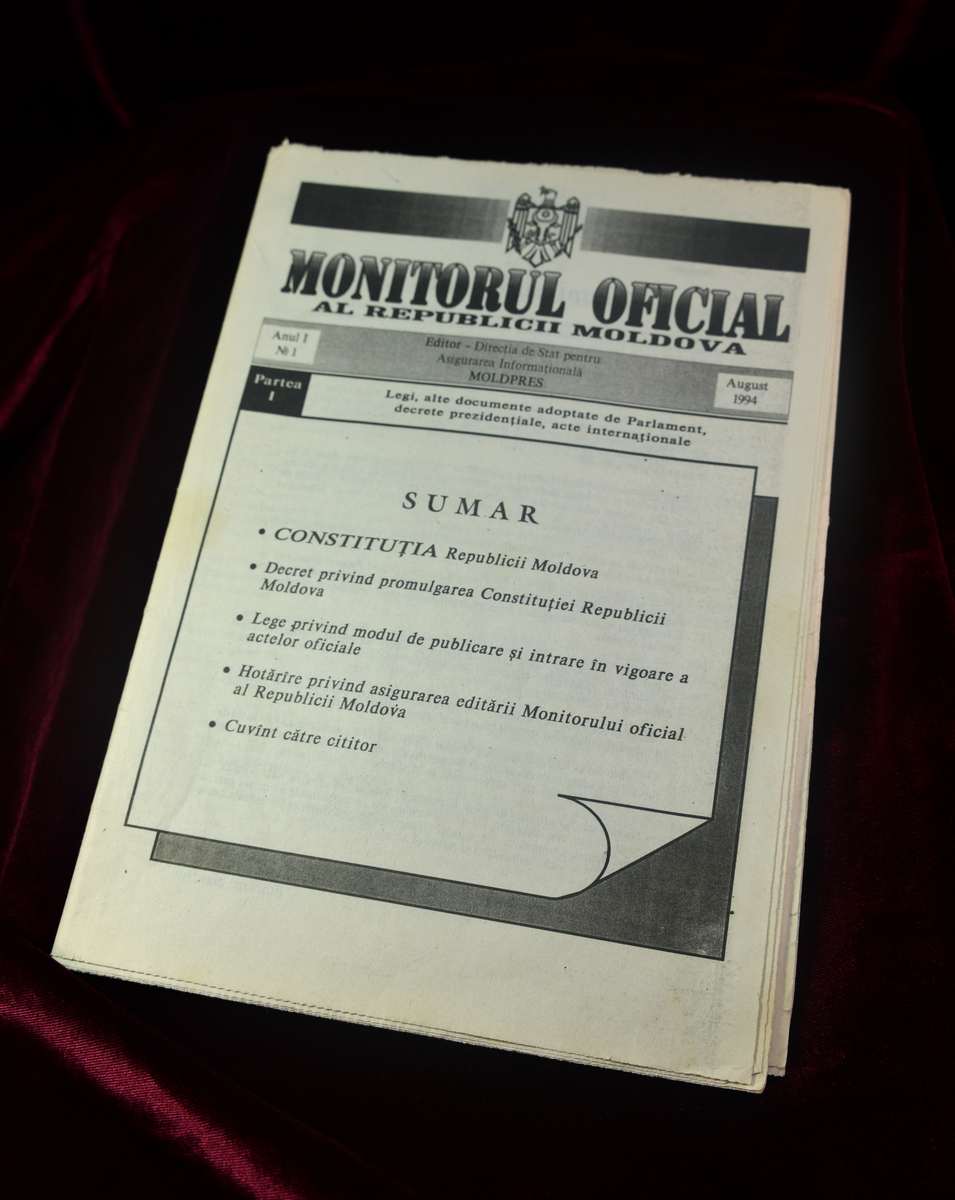 MONITORUL OFICIAL
AL REPUBLICII MOLDOVA
Anul I
№ 1
Editor – Direcția de Stat pentru
Asigurarea Informațională
MOLDPRES
August
1994
Partea
I
Legi, alte documente adoptate de Parlament,
decrete prezidențiale, acte internaționale
SUMAR
• CONSTITUȚIA Republicii Moldova
• Decret privind promulgarea Constituției Republicii
Moldova
• Lege privind modul de publicare și intrare în vigoare a
actelor oficiale
• Hotărîre privind asigurarea editării Monitorului oficial
al Republicii Moldova
• Cuvînt către cititor